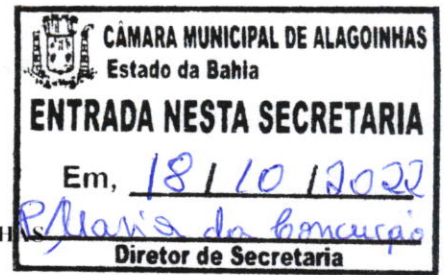 CÂMARA MUNICIPAL DE ALAGOINHAS
Estado da Bahia
ENTRADA NESTA SECRETARIA
Em, 18 / 10 / 2022
P/ Maria da Conceição
Diretor de Secretaria